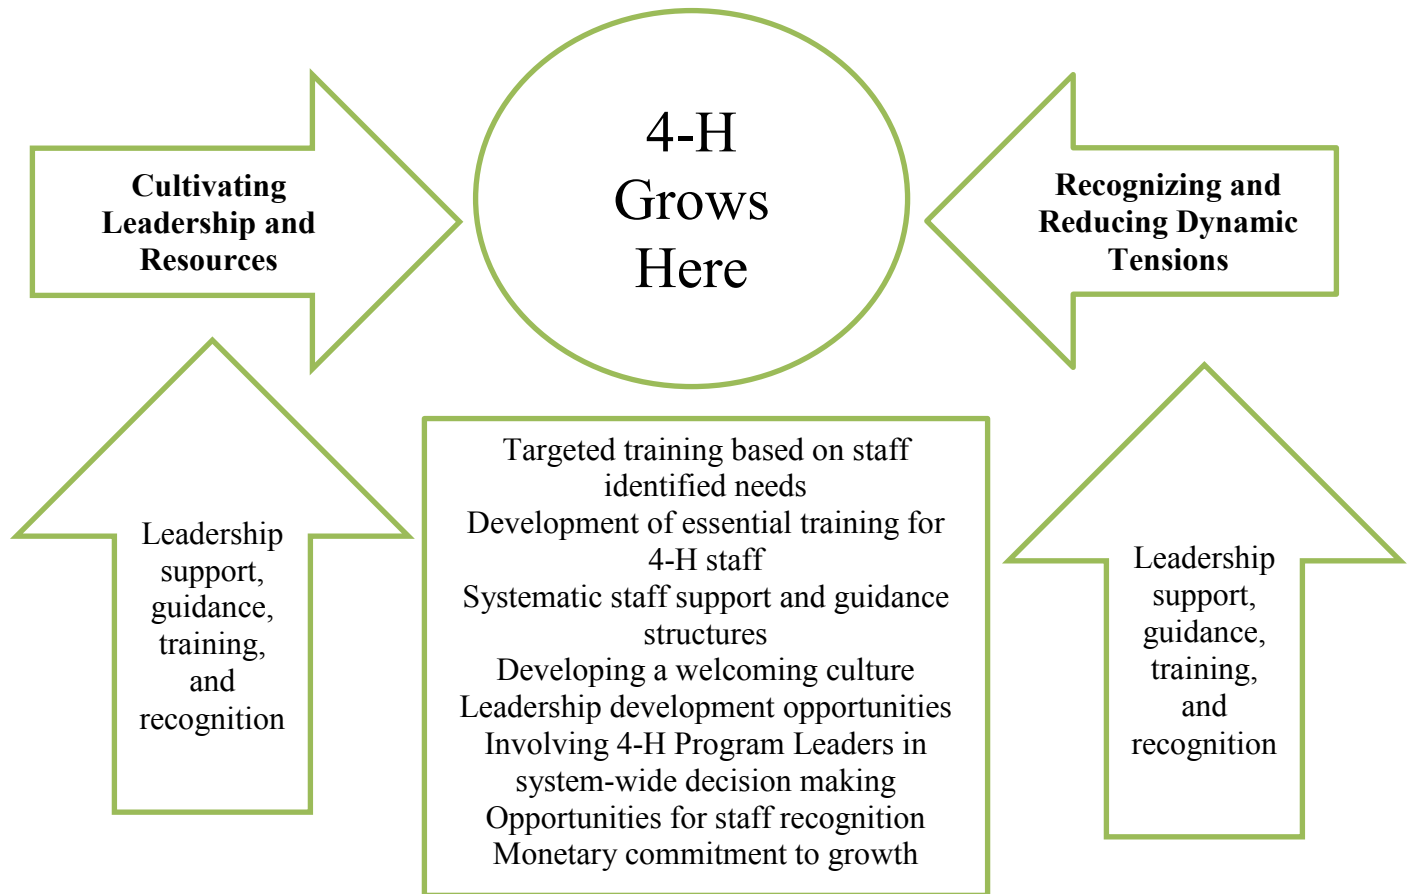 4-H
Grows
Here
Cultivating
Leadership and
Resources
Recognizing and
Reducing Dynamic
Tensions
Leadership
support,
guidance,
training,
and
recognition
Targeted training based on staff
identified needs
Development of essential training for
4-H staff
Systematic staff support and guidance
structures
Developing a welcoming culture
Leadership development opportunities
Involving 4-H Program Leaders in
system-wide decision making
Opportunities for staff recognition
Monetary commitment to growth
Leadership
support,
guidance,
training,
and
recognition